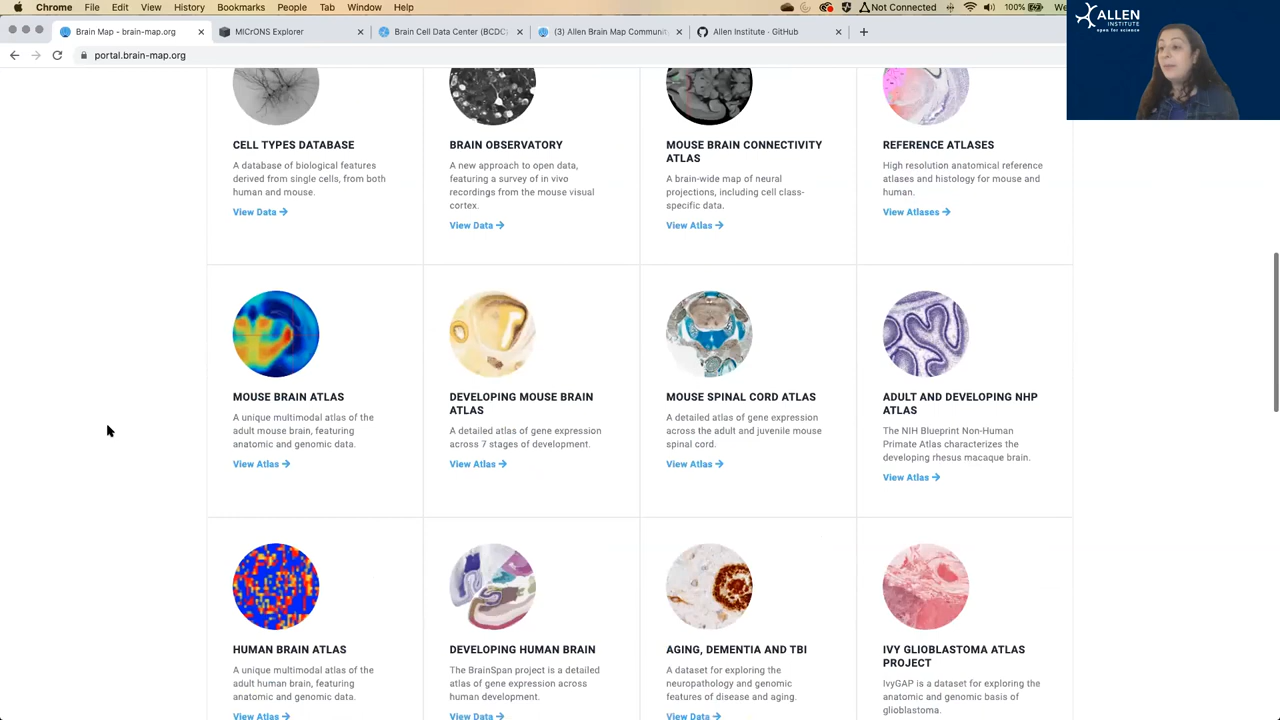 Chrome File Edit View History Bookmarks People Tab Window Help Not Connected 100% We
Brain Map - brain-map.org
MICrONS Explorer
Brain Cell Data Center (BCDC)
(3) Allen Brain Map Communi
Allen Institute · GitHub
portal.brain-map.org
ALLEN
INSTITUTE
open for science
CELL TYPES DATABASE
A database of biological features
derived from single cells, from both
human and mouse.
View Data →
BRAIN OBSERVATORY
A new approach to open data,
featuring a survey of in vivo
recordings from the mouse visual
cortex.
View Data →
MOUSE BRAIN CONNECTIVITY
ATLAS
A brain-wide map of neural
projections, including cell class-
specific data.
View Atlas →
REFERENCE ATLASES
High resolution anatomical reference
atlases and histology for mouse and
human.
View Atlases →
MOUSE BRAIN ATLAS
A unique multimodal atlas of the
adult mouse brain, featuring
anatomic and genomic data.
View Atlas →
DEVELOPING MOUSE BRAIN
ATLAS
A detailed atlas of gene expression
across 7 stages of development.
View Atlas →
MOUSE SPINAL CORD ATLAS
A detailed atlas of gene expression
across the adult and juvenile mouse
spinal cord.
View Atlas →
ADULT AND DEVELOPING NHP
ATLAS
The NIH Blueprint Non-Human
Primate Atlas characterizes the
developing rhesus macaque brain.
View Atlas →
HUMAN BRAIN ATLAS
A unique multimodal atlas of the
adult human brain, featuring
anatomic and genomic data.
View Atlas →
DEVELOPING HUMAN BRAIN
The BrainSpan project is a detailed
atlas of gene expression across
human development.
View Data →
AGING, DEMENTIA AND TBI
A dataset for exploring the
neuropathology and genomic
features of disease and aging.
View Data →
IVY GLIOBLASTOMA ATLAS
PROJECT
IvyGAP is a dataset for exploring the
anatomic and genomic basis of
glioblastoma.